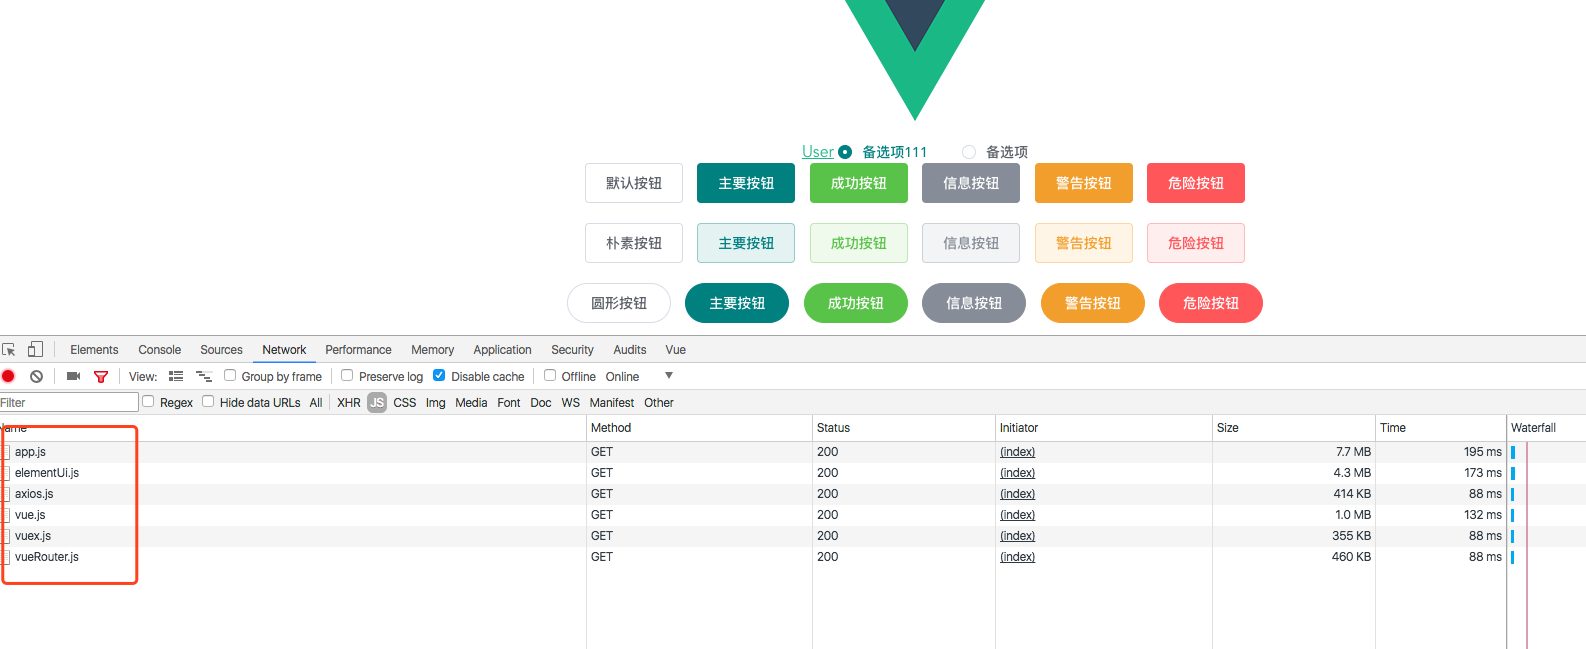 User 备选项111 备选项
默认按钮 主要按钮 成功按钮 信息按钮 警告按钮 危险按钮
朴素按钮 主要按钮 成功按钮 信息按钮 警告按钮 危险按钮
圆形按钮 主要按钮 成功按钮 信息按钮 警告按钮 危险按钮
Elements Console Sources Network Performance Memory Application Security Audits Vue
View: Group by frame Preserve log Disable cache Offline Online
Filter Regex Hide data URLs All XHR JS CSS Img Media Font Doc WS Manifest Other
Name Method Status Initiator Size Time Waterfall
app.js GET 200 (index) 7.7 MB 195 ms
elementUi.js GET 200 (index) 4.3 MB 173 ms
axios.js GET 200 (index) 414 KB 88 ms
vue.js GET 200 (index) 1.0 MB 132 ms
vuex.js GET 200 (index) 355 KB 88 ms
vueRouter.js GET 200 (index) 460 KB 88 ms